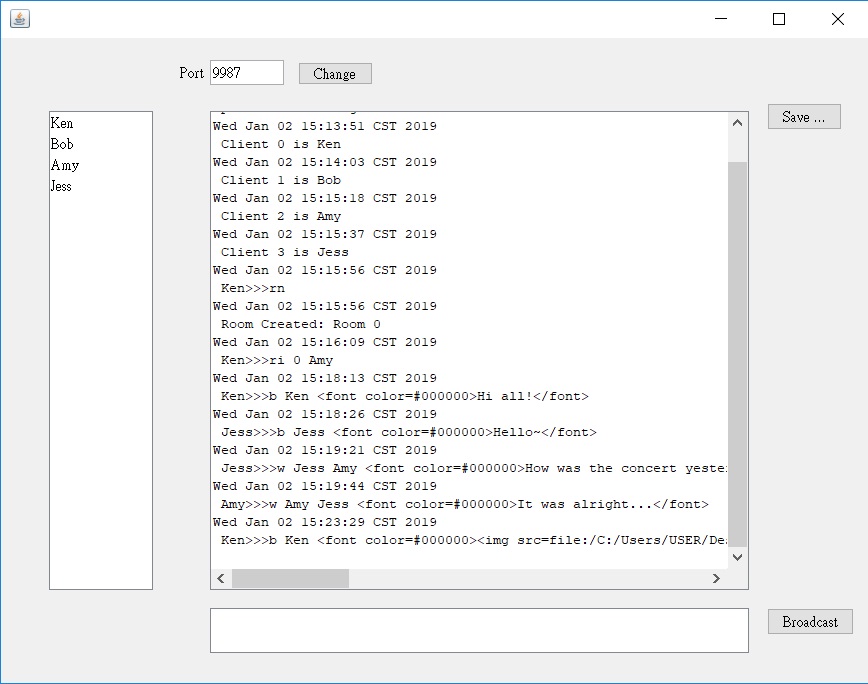 Port 9987 Change
Save ...
Ken
Bob
Amy
Jess
Wed Jan 02 15:13:51 CST 2019
Client 0 is Ken
Wed Jan 02 15:14:03 CST 2019
Client 1 is Bob
Wed Jan 02 15:15:18 CST 2019
Client 2 is Amy
Wed Jan 02 15:15:37 CST 2019
Client 3 is Jess
Wed Jan 02 15:15:56 CST 2019
Ken>>>rn
Wed Jan 02 15:15:56 CST 2019
Room Created: Room 0
Wed Jan 02 15:16:09 CST 2019
Ken>>>ri 0 Amy
Wed Jan 02 15:18:13 CST 2019
Ken>>>b Ken <font color=#000000>Hi all!</font>
Wed Jan 02 15:18:26 CST 2019
Jess>>>b Jess <font color=#000000>Hello~</font>
Wed Jan 02 15:19:21 CST 2019
Jess>>>w Jess Amy <font color=#000000>How was the concert yeste
Wed Jan 02 15:19:44 CST 2019
Amy>>>w Amy Jess <font color=#000000>It was alright...</font>
Wed Jan 02 15:23:29 CST 2019
Ken>>>b Ken <font color=#000000><img src=file:/C:/Users/USER/De
Broadcast